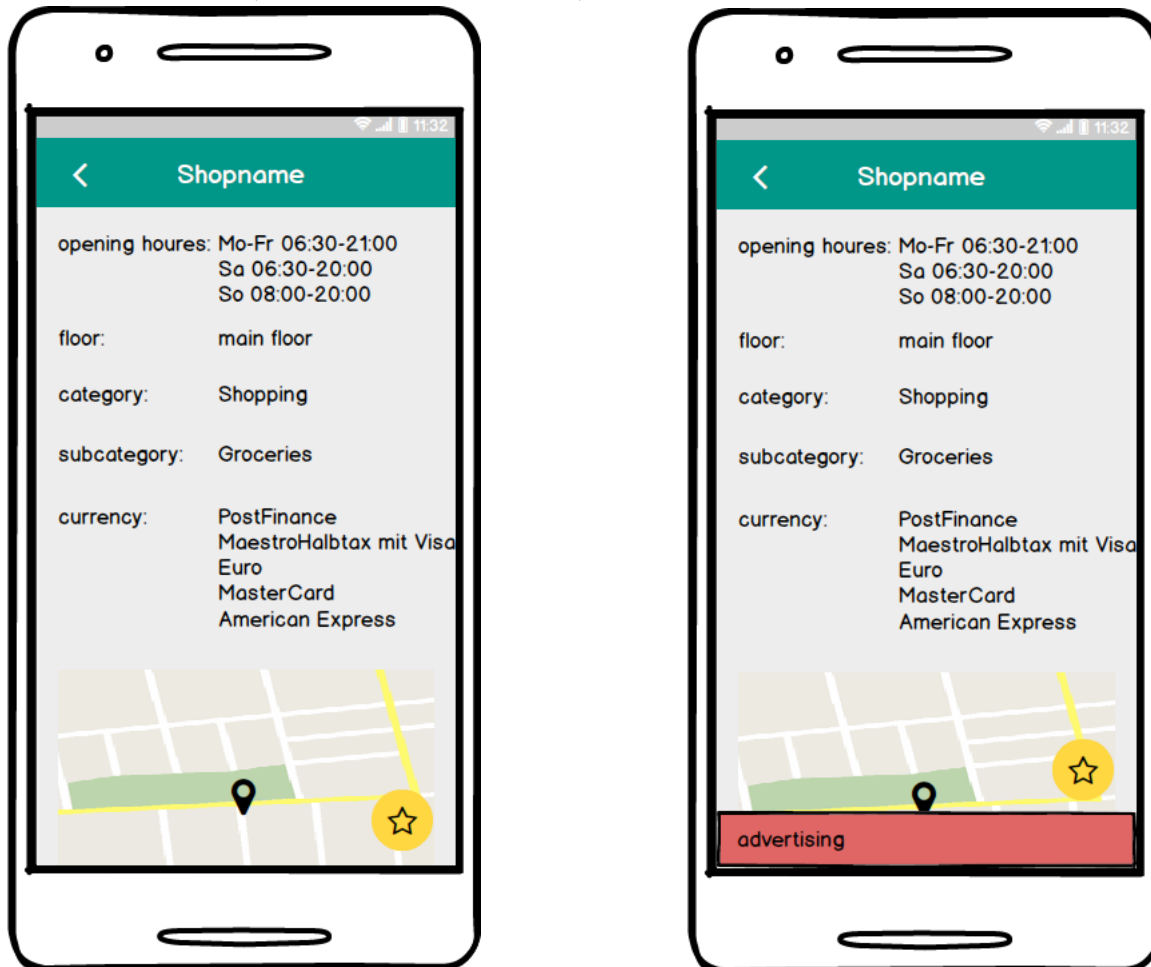 11:32
Shopname
opening houres: Mo-Fr 06:30-21:00
Sa 06:30-20:00
So 08:00-20:00
floor: main floor
category: Shopping
subcategory: Groceries
currency: PostFinance
MaestroHalbtax mit Visa
Euro
MasterCard
American Express
11:32
Shopname
opening houres: Mo-Fr 06:30-21:00
Sa 06:30-20:00
So 08:00-20:00
floor: main floor
category: Shopping
subcategory: Groceries
currency: PostFinance
MaestroHalbtax mit Visa
Euro
MasterCard
American Express
advertising